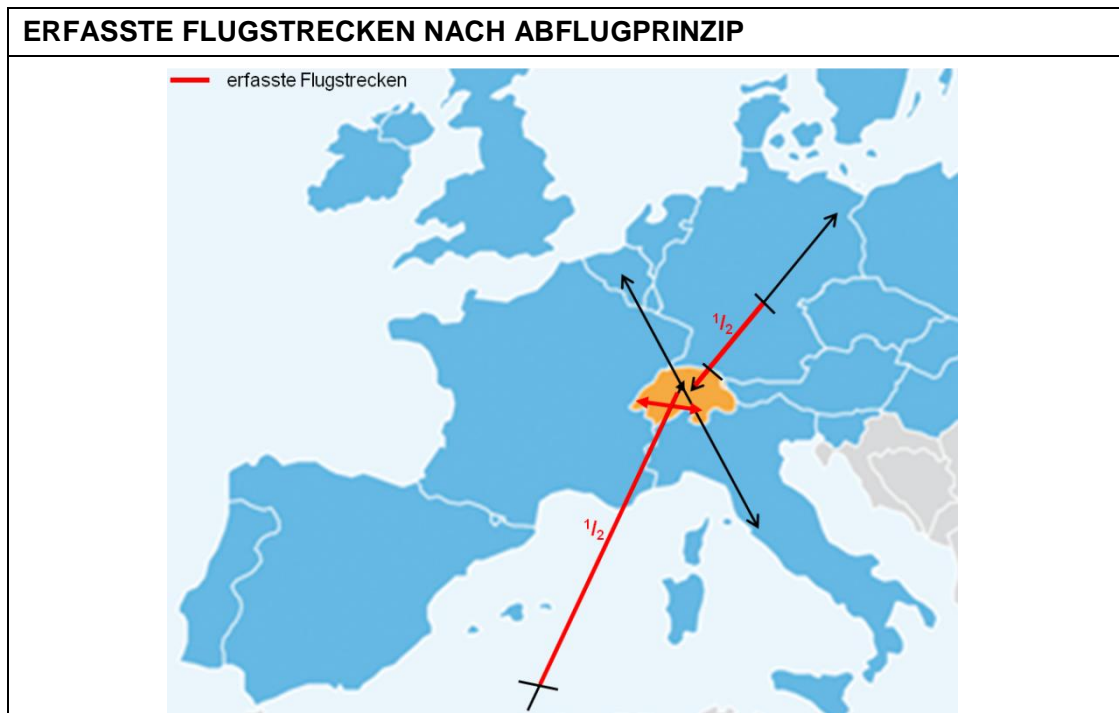 ERFASSTE FLUGSTRECKEN NACH ABFLUGPRINZIP
erfasste Flugstrecken
1/2
1/2